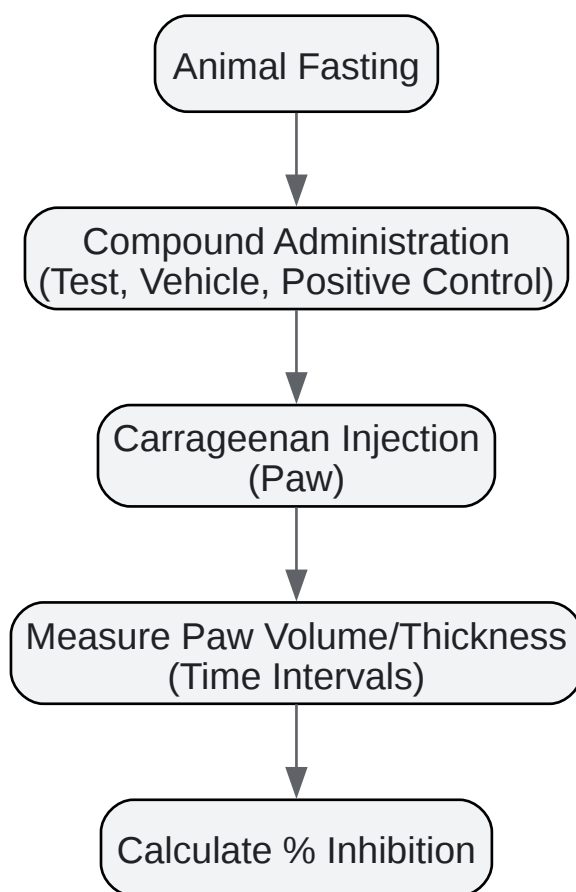 Animal Fasting
Compound Administration
(Test, Vehicle, Positive Control)
Carrageenan Injection
(Paw)
Measure Paw Volume/Thickness
(Time Intervals)
Calculate % Inhibition